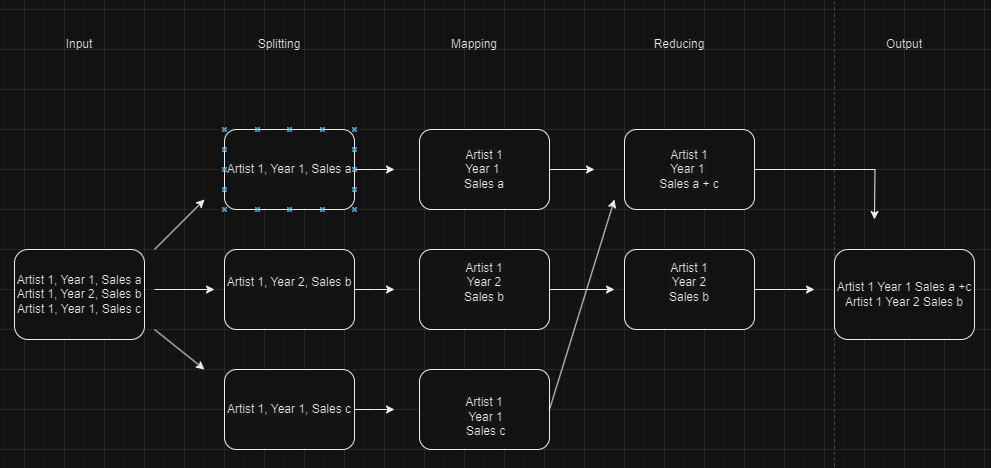 Input
Splitting
Mapping
Reducing
Output
Artist 1, Year 1, Sales a
Artist 1
Year 1
Sales a
Artist 1
Year 1
Sales a + c
Artist 1, Year 1, Sales a
Artist 1, Year 2, Sales b
Artist 1, Year 1, Sales c
Artist 1, Year 2, Sales b
Artist 1
Year 2
Sales b
Artist 1
Year 2
Sales b
Artist 1 Year 1 Sales a +c
Artist 1 Year 2 Sales b
Artist 1, Year 1, Sales c
Artist 1
Year 1
Sales c